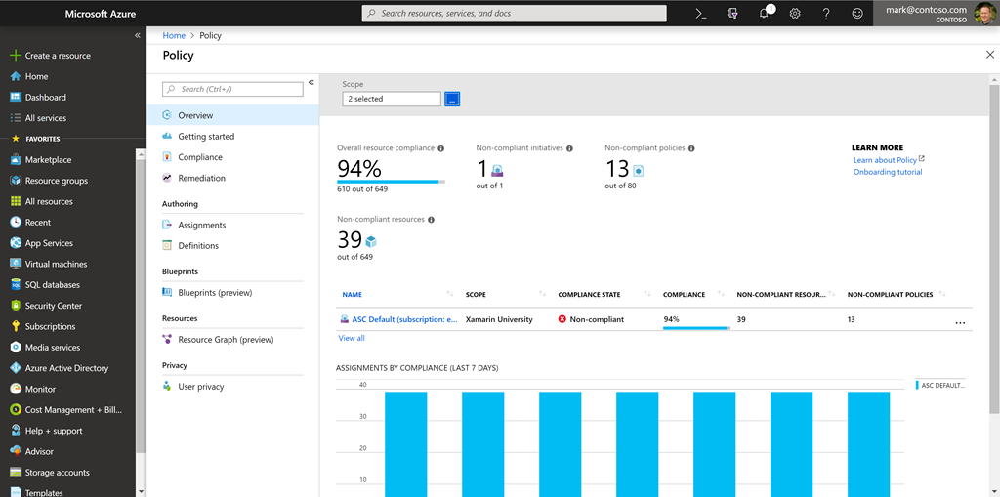 Microsoft Azure
Search resources, services, and docs
1
mark@contoso.com
CONTOSO
Create a resource
Home
Dashboard
All services
FAVORITES
Marketplace
Resource groups
All resources
Recent
App Services
Virtual machines
SQL databases
Security Center
Subscriptions
Media services
Azure Active Directory
Monitor
Cost Management + Bill...
Help + support
Advisor
Storage accounts
Templates
Home > Policy
Policy
Search (Ctrl+/)
Overview
Getting started
Compliance
Remediation
Authoring
Assignments
Definitions
Blueprints
Blueprints (preview)
Resources
Resource Graph (preview)
Privacy
User privacy
Scope
2 selected
...
Overall resource compliance
94%
610 out of 649
Non-compliant initiatives
1
out of 1
Non-compliant policies
13
out of 80
LEARN MORE
Learn about Policy
Onboarding tutorial
Non-compliant resources
39
out of 649
NAME SCOPE COMPLIANCE STATE COMPLIANCE NON-COMPLIANT RESOUR... NON-COMPLIANT POLICIES
ASC Default (subscription: e... Xamarin University Non-compliant 94% 39 13 ...
View all
ASSIGNMENTS BY COMPLIANCE (LAST 7 DAYS)
40
30
20
10
ASC DEFAULT...